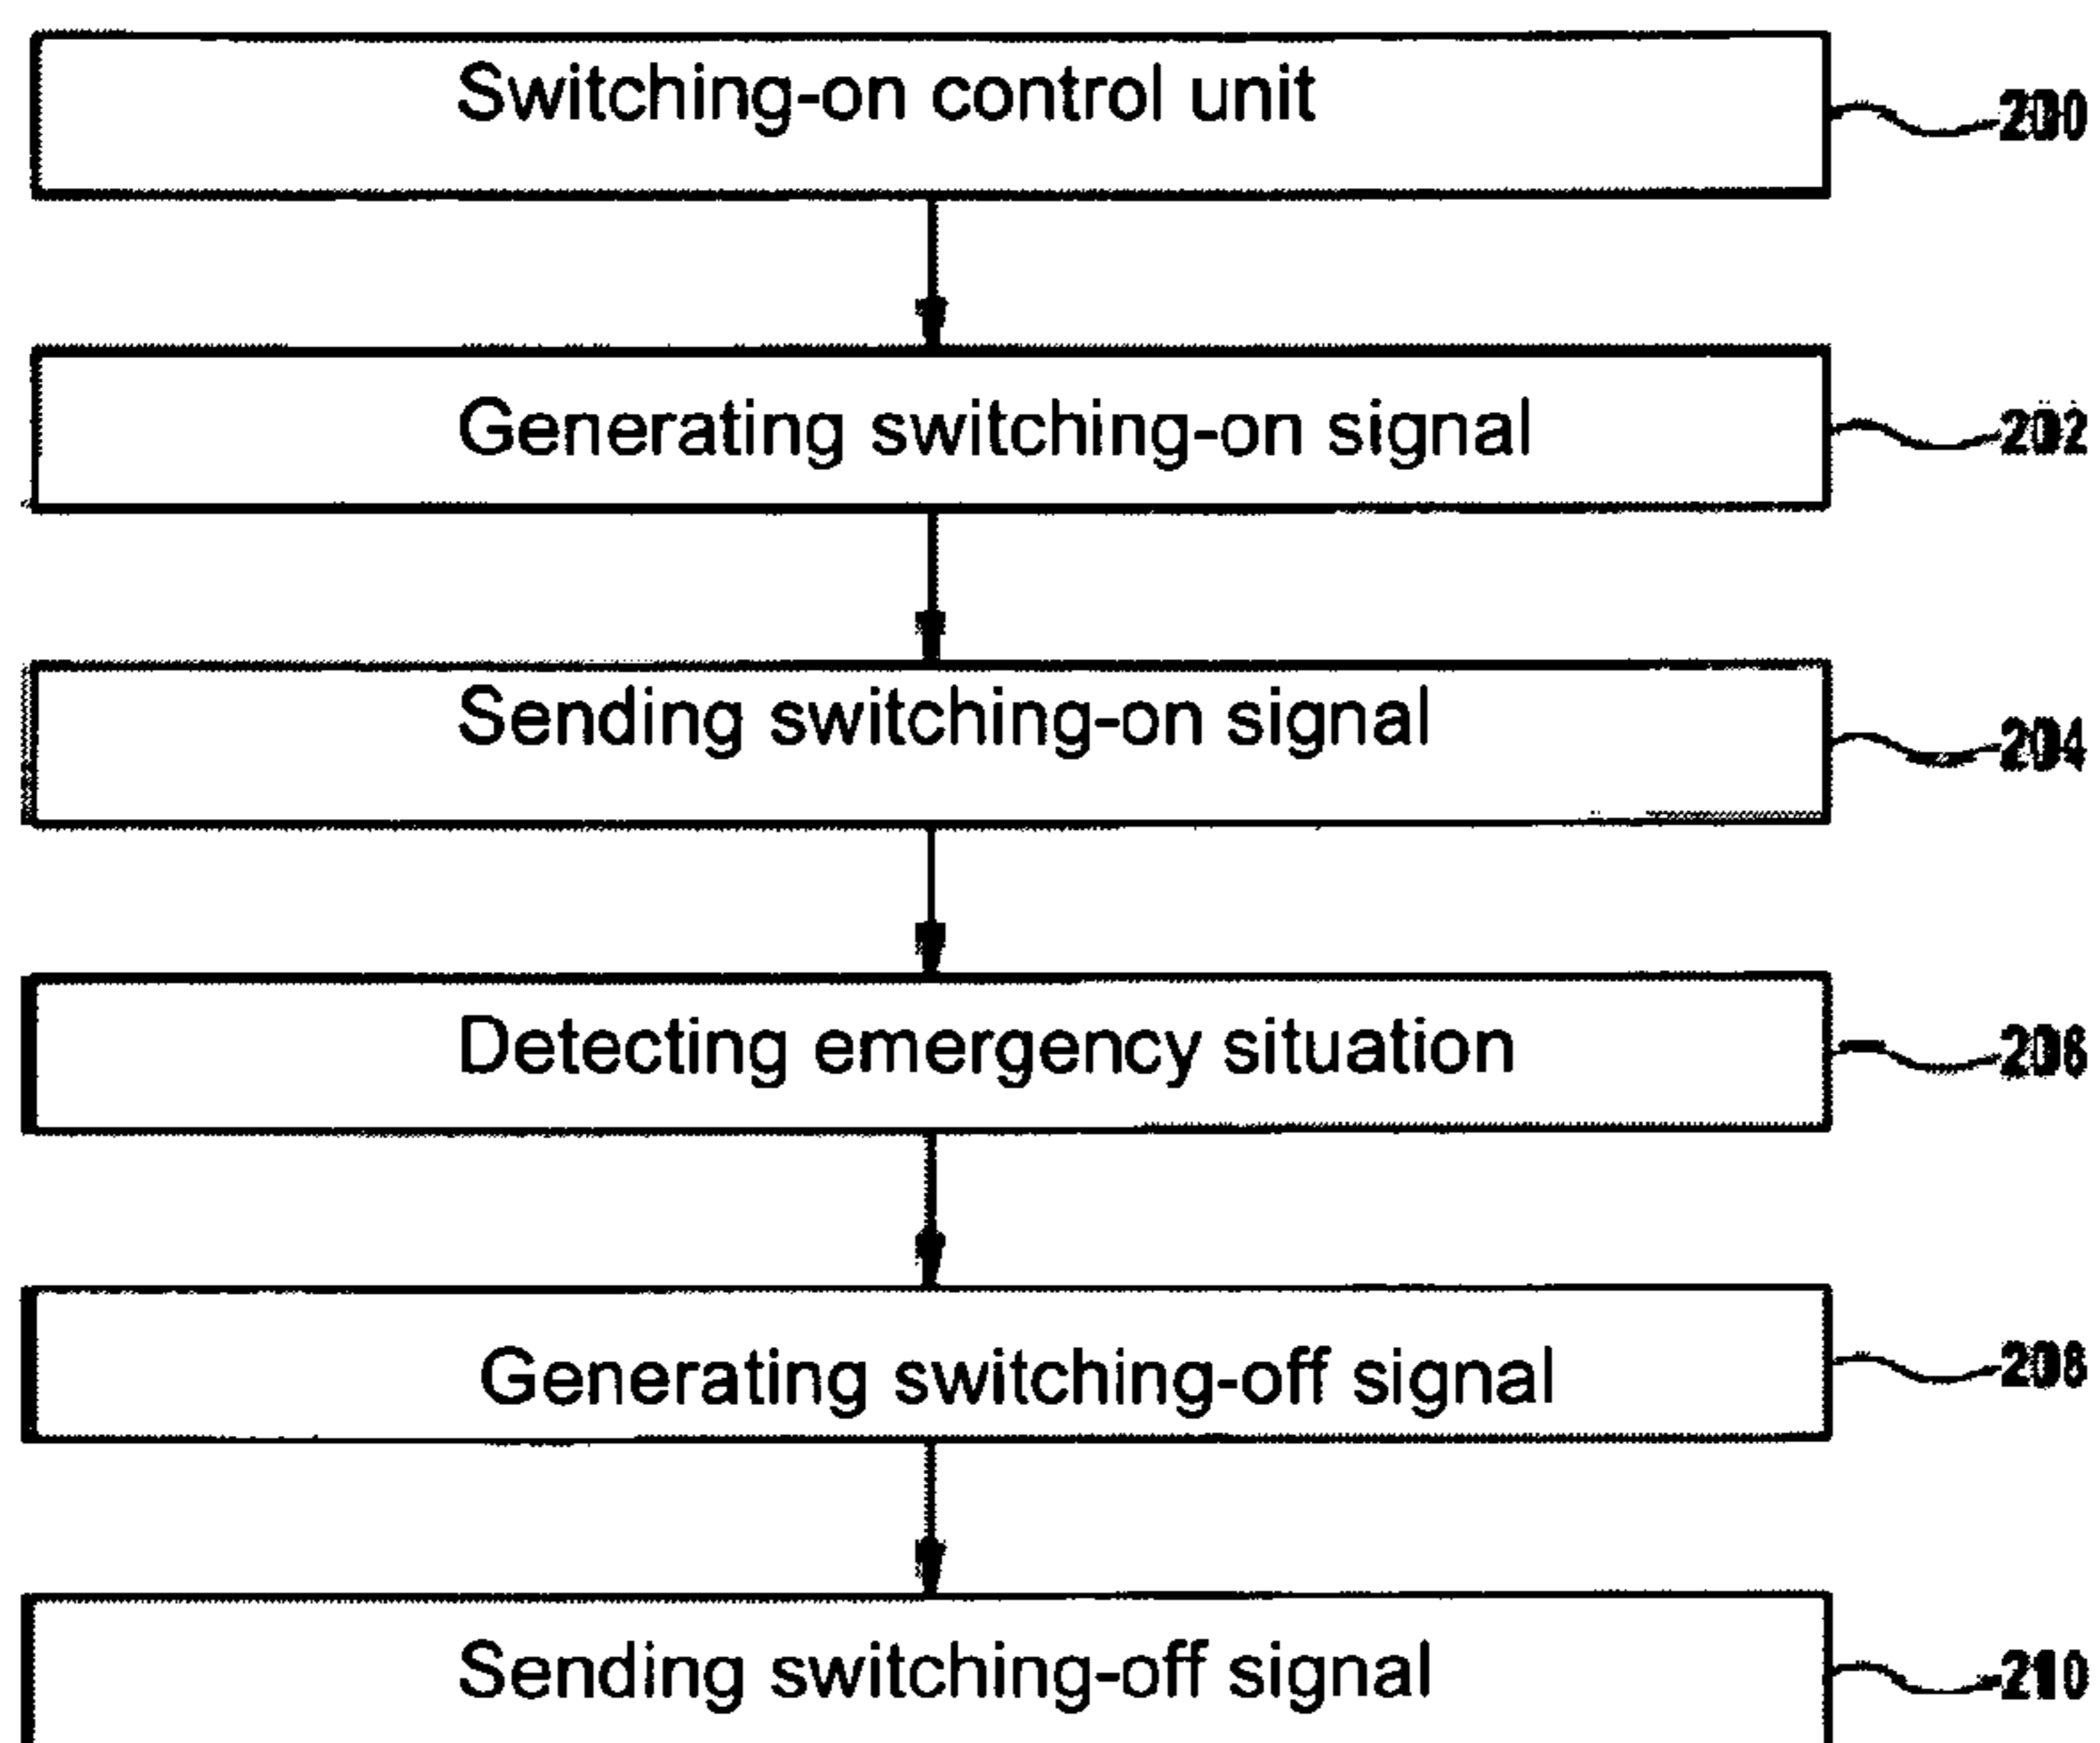 Switching-on control unit
200
Generating switching-on signal
202
Sending switching-on signal
204
Detecting emergency situation
206
Generating switching-off signal
208
Sending switching-off signal
210